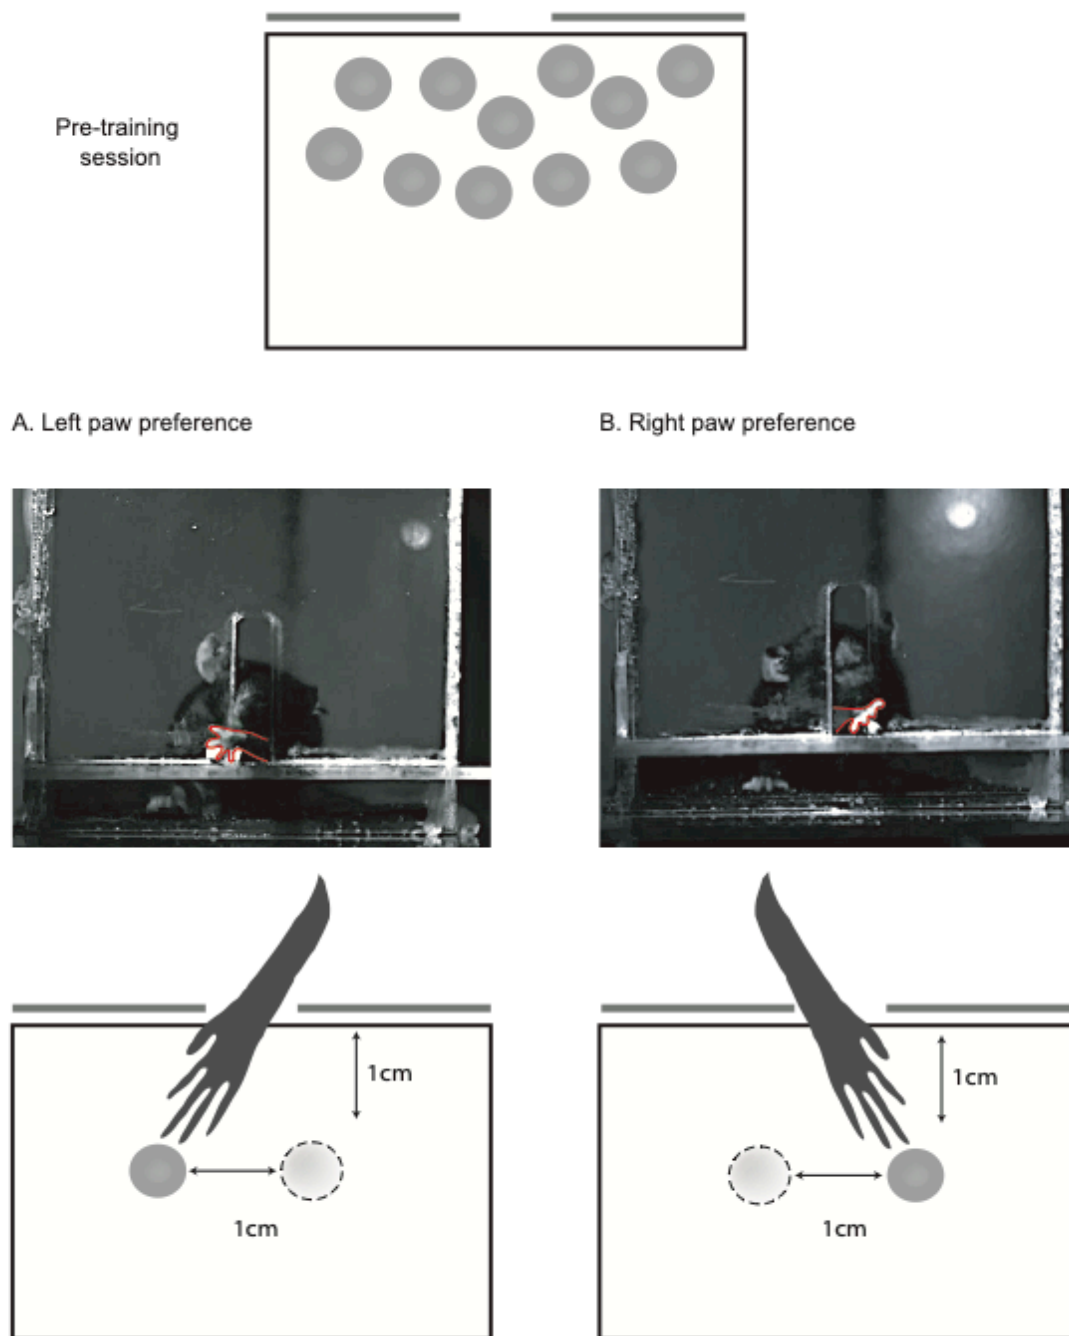 Pre-training
session
A. Left paw preference
B. Right paw preference
1cm
1cm
1cm
1cm